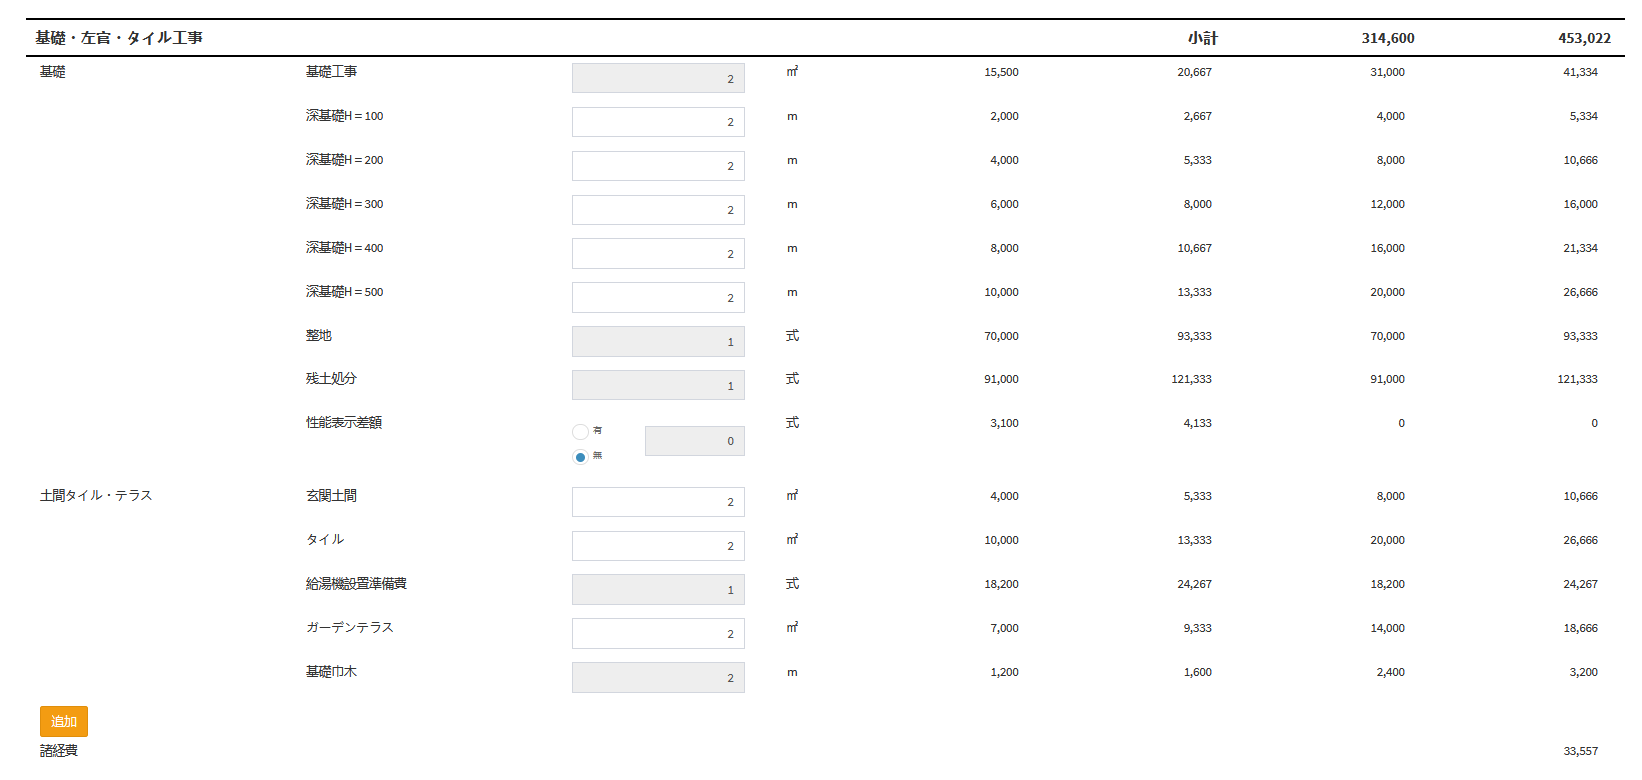 基礎・左官・タイル工事 小計 314,600 453,022
基礎 基礎工事 2 ㎡ 15,500 20,667 31,000 41,334
深基礎H＝100 2 m 2,000 2,667 4,000 5,334
深基礎H＝200 2 m 4,000 5,333 8,000 10,666
深基礎H＝300 2 m 6,000 8,000 12,000 16,000
深基礎H＝400 2 m 8,000 10,667 16,000 21,334
深基礎H＝500 2 m 10,000 13,333 20,000 26,666
整地 1 式 70,000 93,333 70,000 93,333
残土処分 1 式 91,000 121,333 91,000 121,333
性能表示差額 有 無 0 式 3,100 4,133 0 0
土間タイル・テラス 玄関土間 2 ㎡ 4,000 5,333 8,000 10,666
タイル 2 ㎡ 10,000 13,333 20,000 26,666
給湯機設置準備費 1 式 18,200 24,267 18,200 24,267
ガーデンテラス 2 ㎡ 7,000 9,333 14,000 18,666
基礎巾木 2 m 1,200 1,600 2,400 3,200
追加
諸経費 33,557